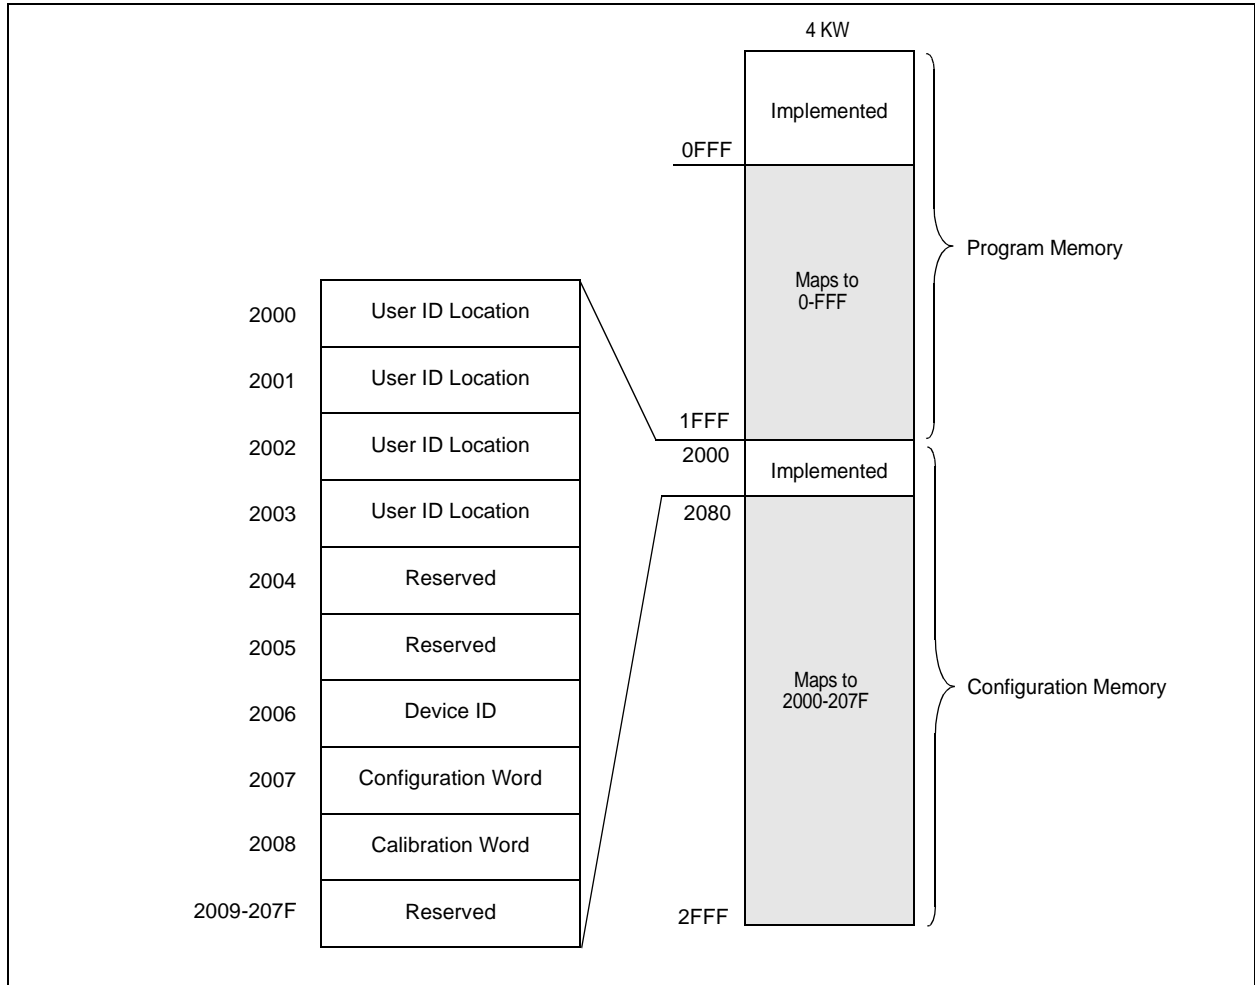 4 KW
Implemented
0FFF
Maps to
0-FFF
Program Memory
1FFF
2000
Implemented
2080
Maps to
2000-207F
Configuration Memory
2FFF
2000 User ID Location
2001 User ID Location
2002 User ID Location
2003 User ID Location
2004 Reserved
2005 Reserved
2006 Device ID
2007 Configuration Word
2008 Calibration Word
2009-207F Reserved